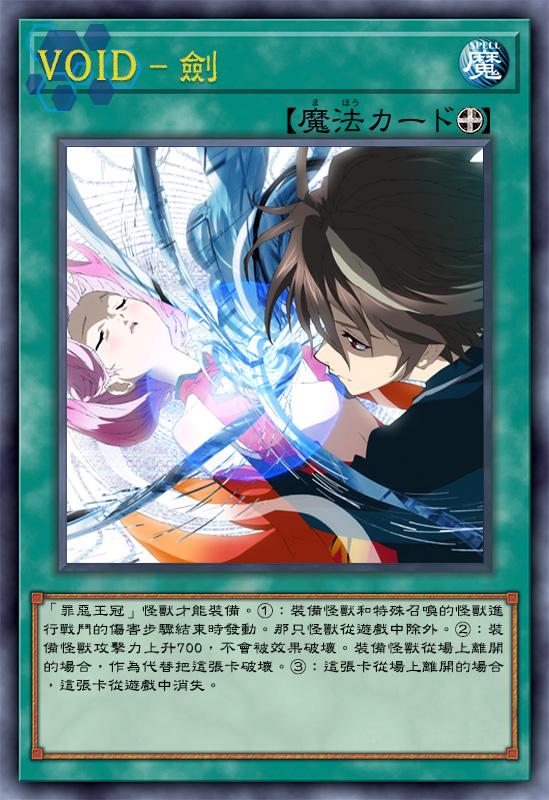 VOID – 劍
SPELL
魔
【魔法カード】
ま ほう
「罪惡王冠」怪獸才能裝備。①：裝備怪獸和特殊召喚的怪獸進
行戰鬥的傷害步驟結束時發動。那只怪獸從遊戲中除外。②：裝
備怪獸攻擊力上升700，不會被效果破壞。裝備怪獸從場上離開
的場合，作為代替把這張卡破壞。③：這張卡從場上離開的場合
，這張卡從遊戲中消失。